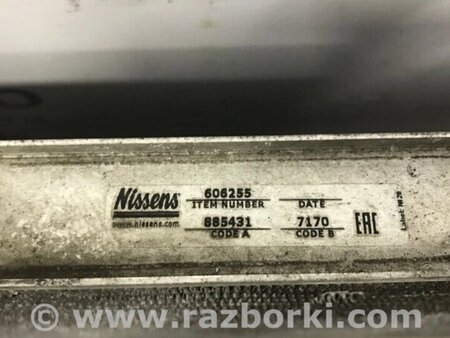 Nissens
www.nissens.com
606255
ITEM NUMBER
DATE
885431
7170
CODE A
CODE B
EAC
www.razborki.com